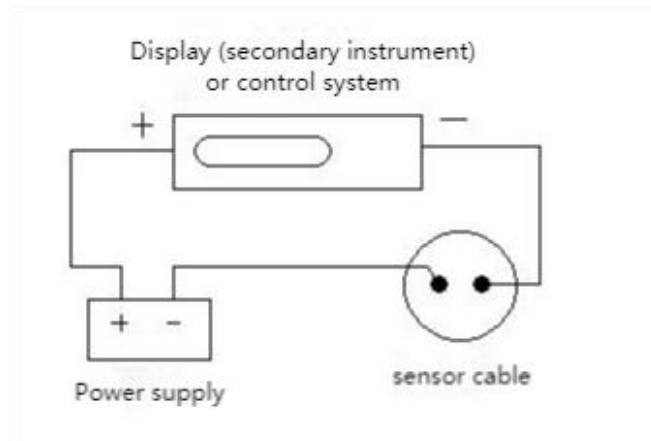 Display (secondary instrument)
or control system
+ —
+ -
Power supply
sensor cable